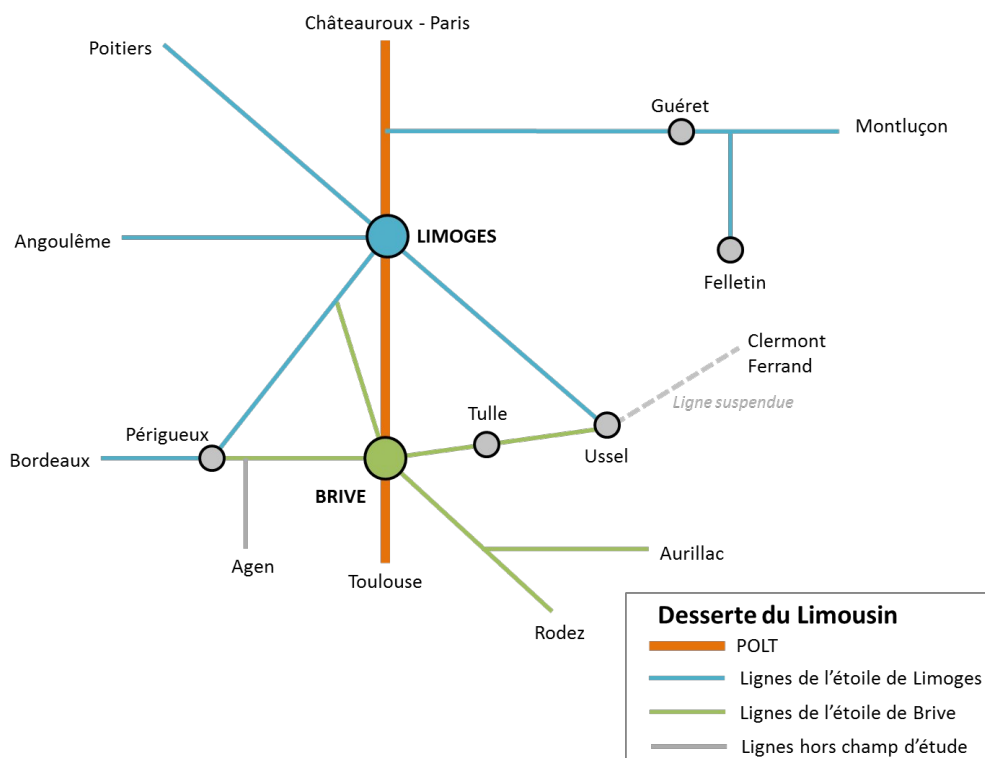 Châteauroux - Paris
Poitiers
Guéret
Montluçon
Angoulême
LIMOGES
Felletin
Clermont
Ferrand
Ligne suspendue
Tulle
Périgueux
Bordeaux
Ussel
BRIVE
Agen
Toulouse
Aurillac
Rodez
Desserte du Limousin
POLT
Lignes de l'étoile de Limoges
Lignes de l'étoile de Brive
Lignes hors champ d'étude